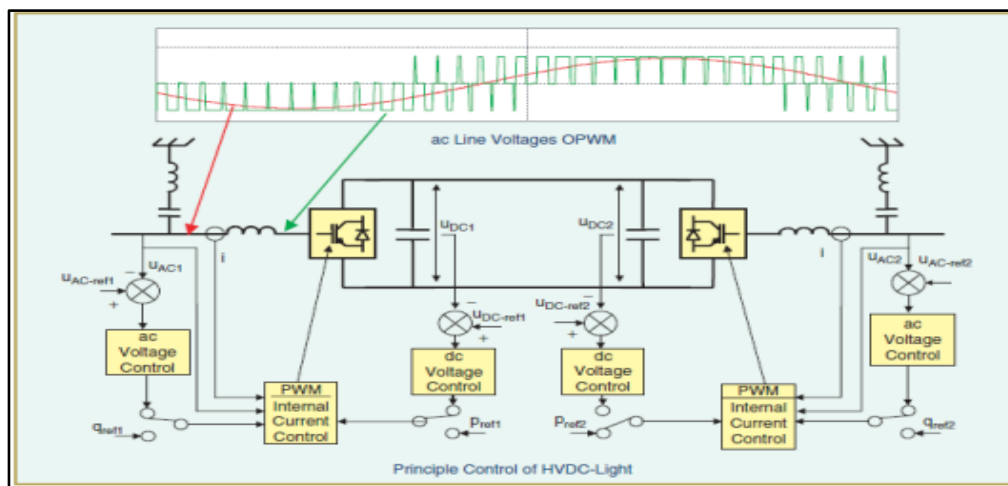 ac Line Voltages OPWM
uDC1
uDC2
i
i
uAC1
uAC2
uAC-ref1
uAC-ref2
−
+
−
uDC-ref1
+
−
uDC-ref2
+
ac
Voltage
Control
dc
Voltage
Control
dc
Voltage
Control
ac
Voltage
Control
PWM
Internal
Current
Control
PWM
Internal
Current
Control
qref1
pref1
pref2
qref2
Principle Control of HVDC-Light